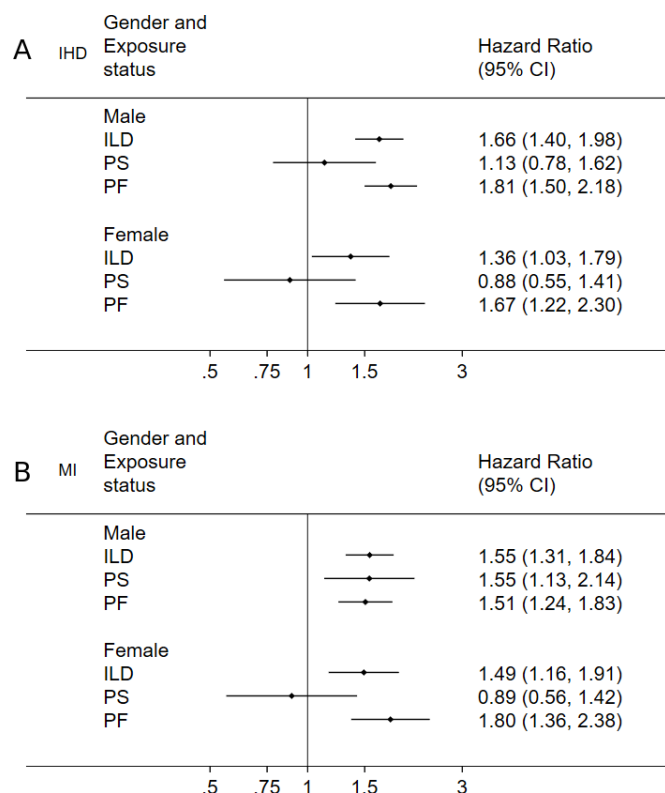 A IHD Gender and
Exposure
status
Hazard Ratio
(95% CI)
Male
ILD 1.66 (1.40, 1.98)
PS 1.13 (0.78, 1.62)
PF 1.81 (1.50, 2.18)
Female
ILD 1.36 (1.03, 1.79)
PS 0.88 (0.55, 1.41)
PF 1.67 (1.22, 2.30)
.5 .75 1 1.5 3
B MI Gender and
Exposure
status
Hazard Ratio
(95% CI)
Male
ILD 1.55 (1.31, 1.84)
PS 1.55 (1.13, 2.14)
PF 1.51 (1.24, 1.83)
Female
ILD 1.49 (1.16, 1.91)
PS 0.89 (0.56, 1.42)
PF 1.80 (1.36, 2.38)
.5 .75 1 1.5 3